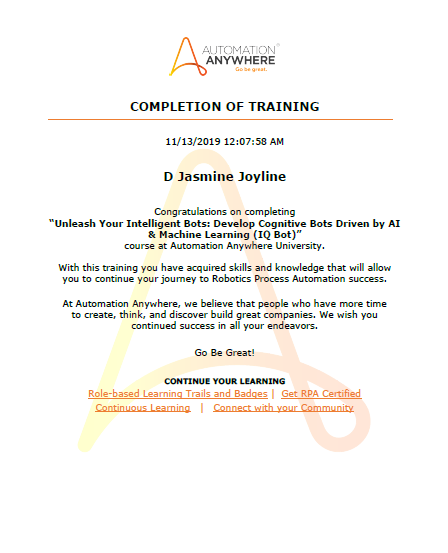 AUTOMATION
ANYWHERE
Go be great.
COMPLETION OF TRAINING
11/13/2019 12:07:58 AM
D Jasmine Joyline
Congratulations on completing
“Unleash Your Intelligent Bots: Develop Cognitive Bots Driven by AI
& Machine Learning (IQ Bot)”
course at Automation Anywhere University.
With this training you have acquired skills and knowledge that will allow
you to continue your journey to Robotics Process Automation success.
At Automation Anywhere, we believe that people who have more time
to create, think, and discover build great companies. We wish you
continued success in all your endeavors.
Go Be Great!
CONTINUE YOUR LEARNING
Role-based Learning Trails and Badges | Get RPA Certified
Continuous Learning | Connect with your Community